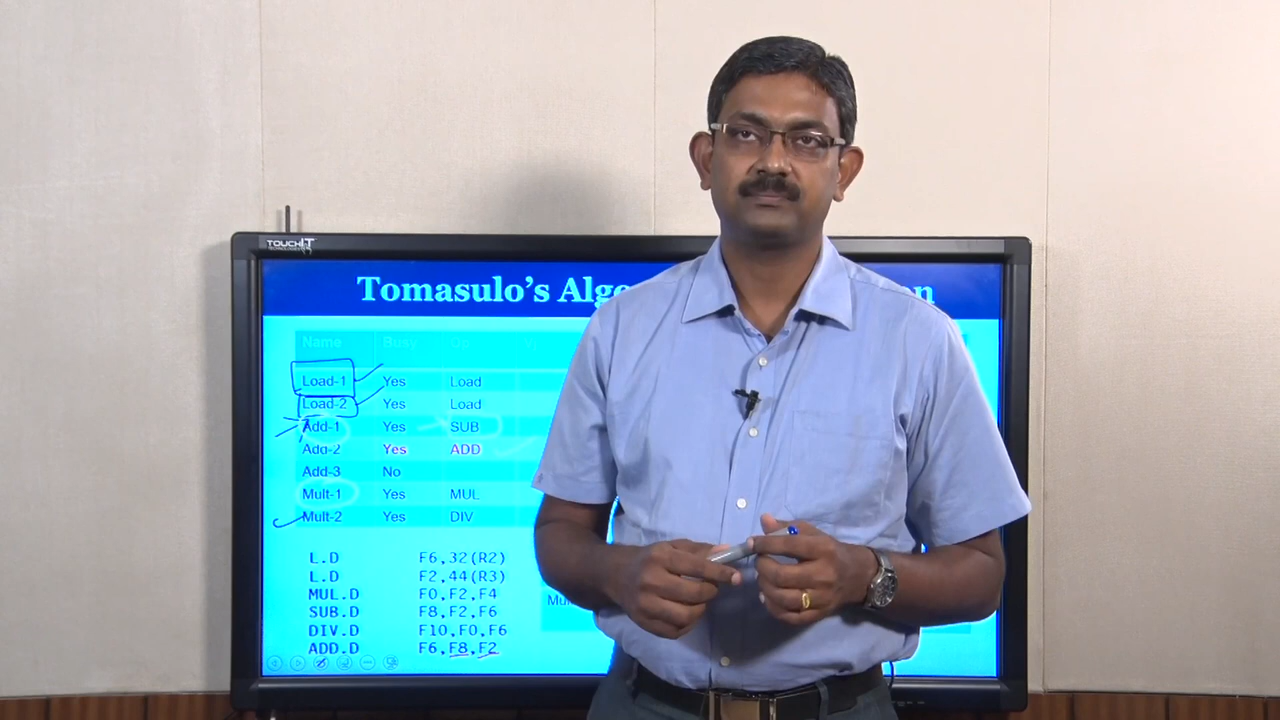 TOUCHIT
TECHNOLOGIES
Tomasulo's
Name Busy Op
Load-1 Yes Load
Load-2 Yes Load
Add-1 Yes SUB
Add-2 Yes ADD
Add-3 No
Mult-1 Yes MUL
Mult-2 Yes DIV
L.D F6,32(R2)
L.D F2,44(R3)
MUL.D F0,F2,F4
SUB.D F8,F2,F6
DIV.D F10,F0,F6
ADD.D F6,F8,F2